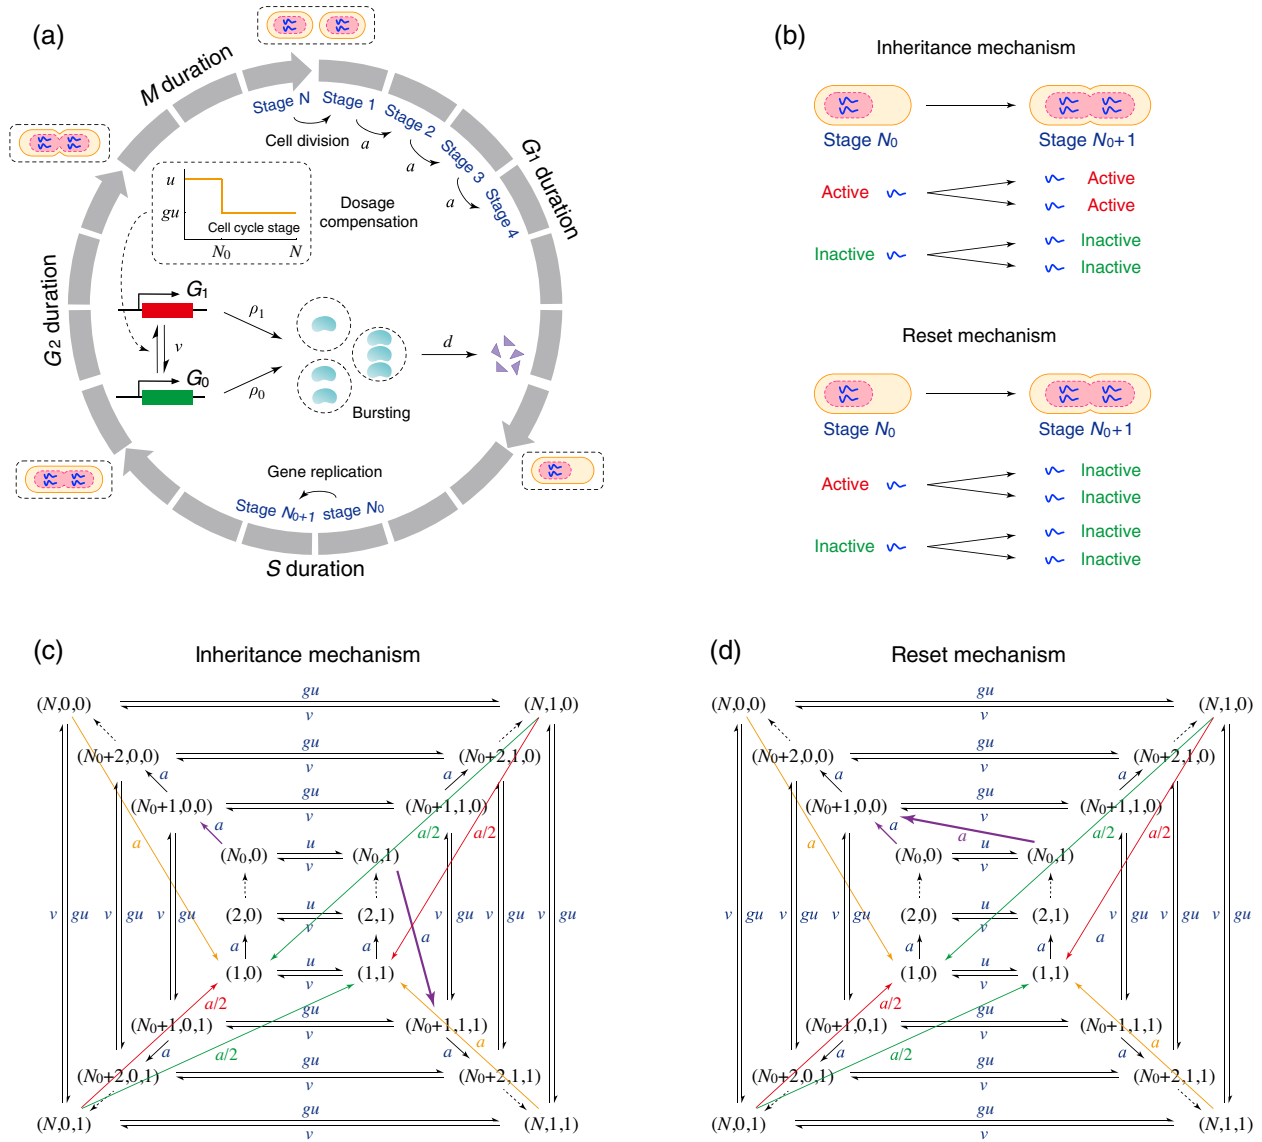 (a)
M duration
Stage N
Stage 1
Stage 2
Stage 3
Stage 4
Cell division
a
a
a
a
G1 duration
u
gu
Cell cycle stage
N0
N
Dosage
compensation
G2 duration
G1
v
G0
ρ1
ρ0
d
Bursting
Gene replication
Stage N0+1
stage N0
S duration
(b)
Inheritance mechanism
Stage N0
Stage N0+1
Active
Active
Active
Inactive
Inactive
Inactive
Reset mechanism
Stage N0
Stage N0+1
Active
Inactive
Inactive
Inactive
Inactive
Inactive
(c)
Inheritance mechanism
(N,0,0)
gu
v
(N,1,0)
(N0+2,0,0)
gu
v
(N0+2,1,0)
a
a
(N0+1,0,0)
gu
v
(N0+1,1,0)
a
a
a/2
a/2
(N0,0)
u
v
(N0,1)
v
gu
v
gu
v
gu
(2,0)
u
v
(2,1)
v
gu
v
gu
v
gu
a
a
a
(1,0)
u
v
(1,1)
a/2
(N0+1,0,1)
gu
v
(N0+1,1,1)
a
a/2
a
a
(N0+2,0,1)
gu
v
(N0+2,1,1)
(N,0,1)
gu
v
(N,1,1)
(d)
Reset mechanism
(N,0,0)
gu
v
(N,1,0)
(N0+2,0,0)
gu
v
(N0+2,1,0)
a
a
(N0+1,0,0)
gu
v
(N0+1,1,0)
a
a
a
a/2
a/2
(N0,0)
u
v
(N0,1)
v
gu
v
gu
v
gu
(2,0)
u
v
(2,1)
v
gu
v
gu
v
gu
a
a
a
(1,0)
u
v
(1,1)
a/2
(N0+1,0,1)
gu
v
(N0+1,1,1)
a
a/2
a
a
(N0+2,0,1)
gu
v
(N0+2,1,1)
(N,0,1)
gu
v
(N,1,1)